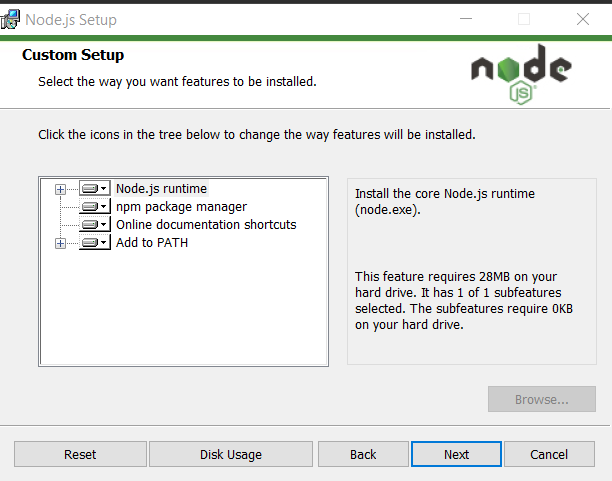 Node.js Setup
Custom Setup
Select the way you want features to be installed.
node
JS
Click the icons in the tree below to change the way features will be installed.
Node.js runtime
npm package manager
Online documentation shortcuts
Add to PATH
Install the core Node.js runtime
(node.exe).
This feature requires 28MB on your
hard drive. It has 1 of 1 subfeatures
selected. The subfeatures require 0KB
on your hard drive.
Browse...
Reset
Disk Usage
Back
Next
Cancel